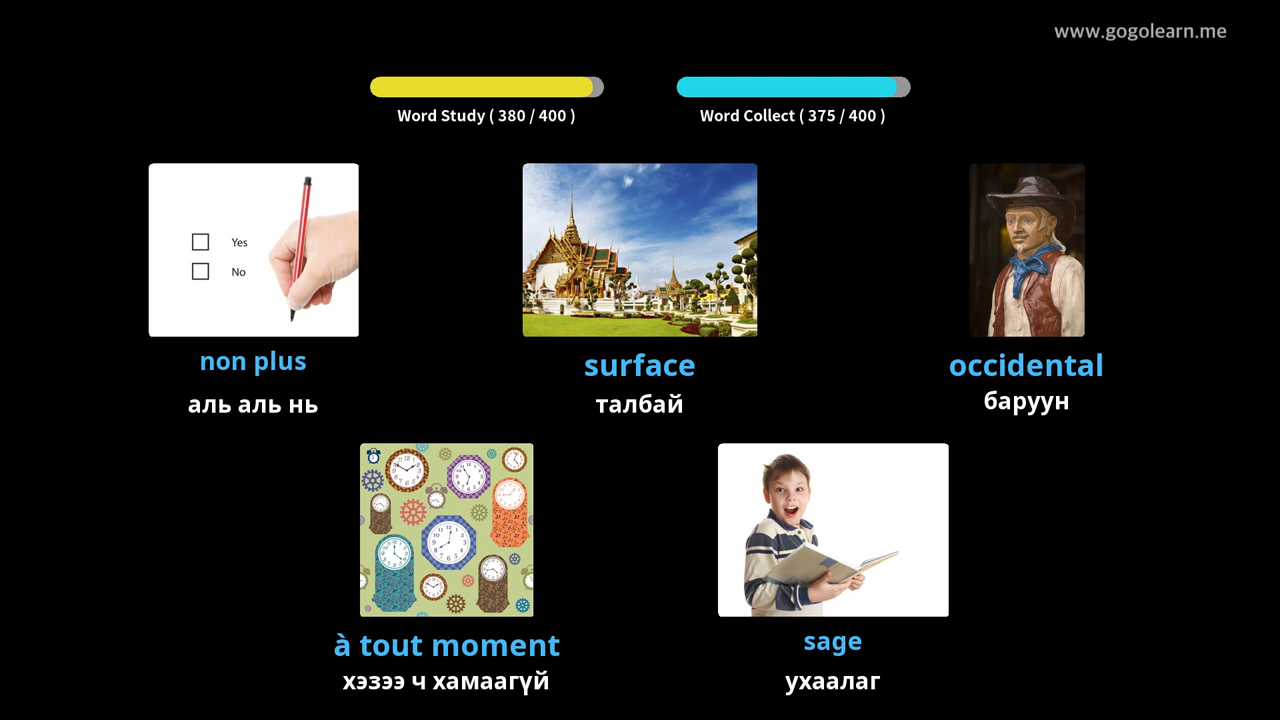 www.gogolearn.me
Word Study ( 380 / 400 )
Word Collect ( 375 / 400 )
Yes
No
non plus
аль аль нь
surface
талбай
occidental
баруун
à tout moment
хэзээ ч хамаагүй
sage
ухаалаг